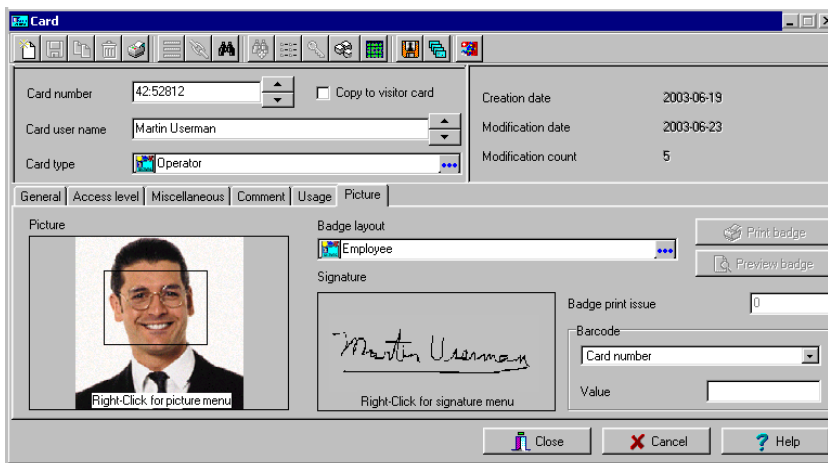 Card
Card number 42:52812 Copy to visitor card
Card user name Martin Userman
Card type Operator
Creation date 2003-06-19
Modification date 2003-06-23
Modification count 5
General Access level Miscellaneous Comment Usage Picture
Picture
Right-Click for picture menu
Badge layout
Employee
Signature
Martin Userman
Right-Click for signature menu
Print badge
Preview badge
Badge print issue 0
Barcode
Card number
Value
Close Cancel Help